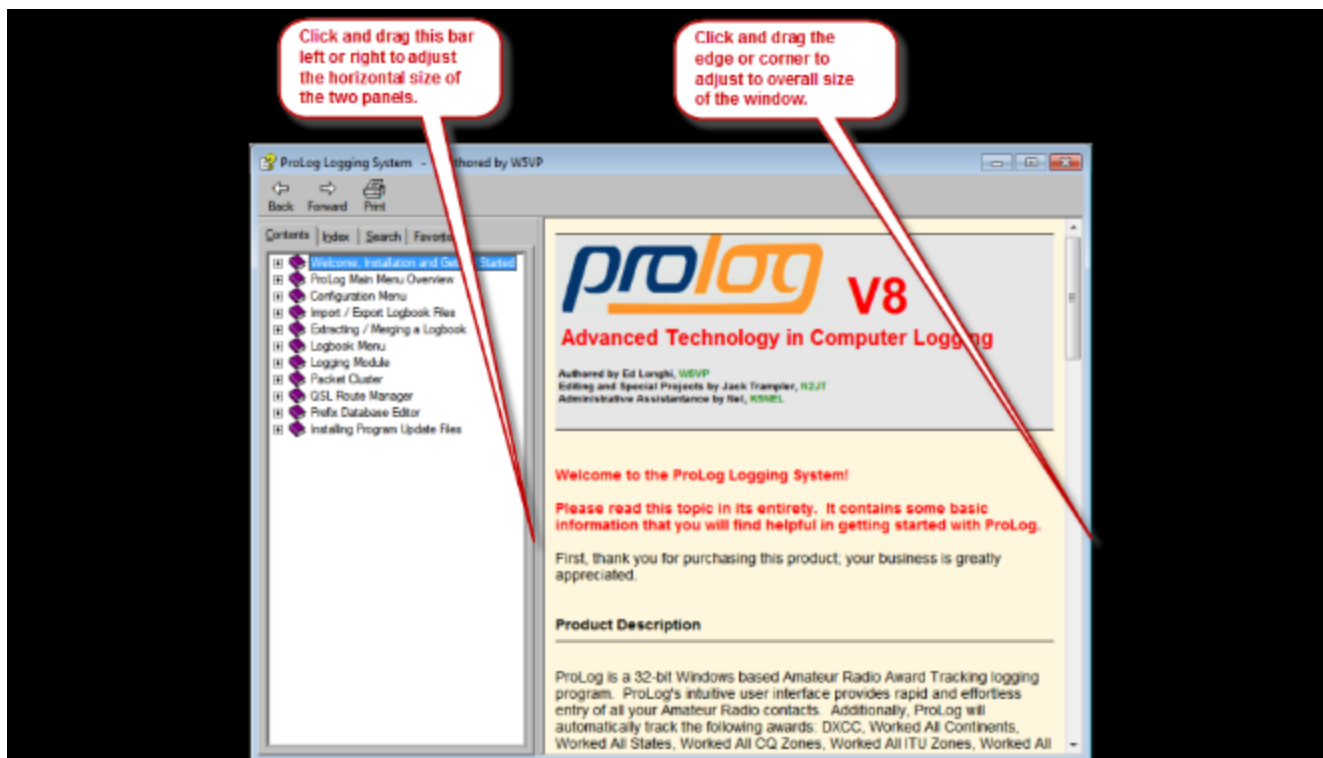 Click and drag this bar
left or right to adjust
the horizontal size of
the two panels.
Click and drag the
edge or corner to
adjust to overall size
of the window.
ProLog Logging System - thored by W5VP
Back Forward Print
Contents Index Search Favorite
Welcome, Installation and Get Started
ProLog Main Menu Overview
Configuration Menu
Import / Export Logbook Files
Extracting / Merging a Logbook
Logbook Menu
Logging Module
Packet Cluster
QSL Route Manager
Prefix Database Editor
Installing Program Update Files
prolog V8
Advanced Technology in Computer Logging
Authored by Ed Longhi, W5VP
Editing and Special Projects by Jack Trampler, N2JT
Administrative Assistantance by Nel, K5NEL
Welcome to the ProLog Logging System!
Please read this topic in its entirety. It contains some basic
information that you will find helpful in getting started with ProLog.
First, thank you for purchasing this product; your business is greatly
appreciated.
Product Description
ProLog is a 32-bit Windows based Amateur Radio Award Tracking logging
program. ProLog's intuitive user interface provides rapid and effortless
entry of all your Amateur Radio contacts. Additionally, ProLog will
automatically track the following awards: DXCC, Worked All Continents,
Worked All States, Worked All CQ Zones, Worked All ITU Zones, Worked All